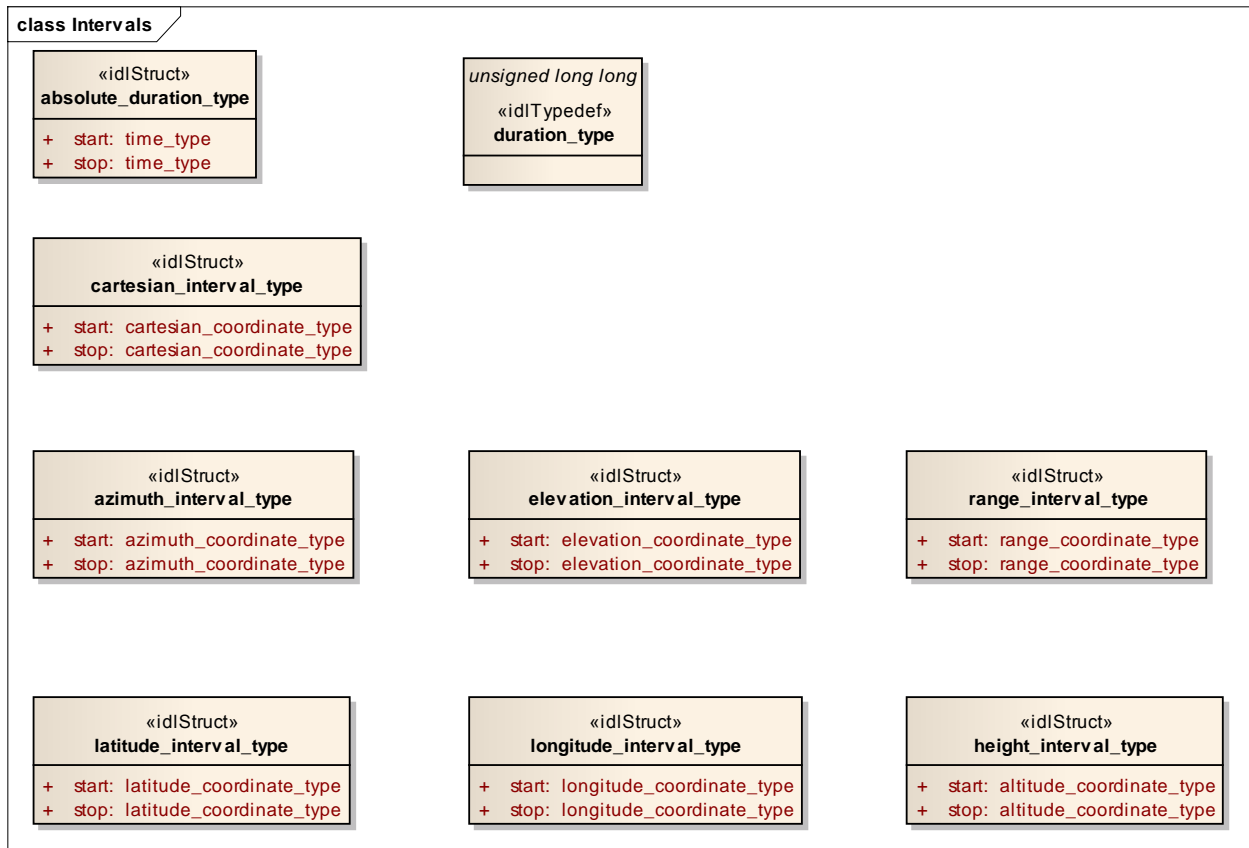 class Intervals
«idlStruct»
absolute_duration_type
+ start: time_type
+ stop: time_type
unsigned long long
«idlTypedef»
duration_type
«idlStruct»
cartesian_interval_type
+ start: cartesian_coordinate_type
+ stop: cartesian_coordinate_type
«idlStruct»
azimuth_interval_type
+ start: azimuth_coordinate_type
+ stop: azimuth_coordinate_type
«idlStruct»
elevation_interval_type
+ start: elevation_coordinate_type
+ stop: elevation_coordinate_type
«idlStruct»
range_interval_type
+ start: range_coordinate_type
+ stop: range_coordinate_type
«idlStruct»
latitude_interval_type
+ start: latitude_coordinate_type
+ stop: latitude_coordinate_type
«idlStruct»
longitude_interval_type
+ start: longitude_coordinate_type
+ stop: longitude_coordinate_type
«idlStruct»
height_interval_type
+ start: altitude_coordinate_type
+ stop: altitude_coordinate_type